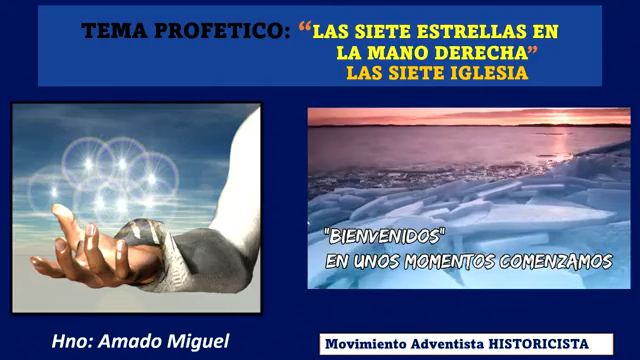 TEMA PROFETICO: “LAS SIETE ESTRELLAS EN
LA MANO DERECHA”
LAS SIETE IGLESIA
"BIENVENIDOS"
EN UNOS MOMENTOS COMENZAMOS
Hno: Amado Miguel
Movimiento Adventista HISTORICISTA